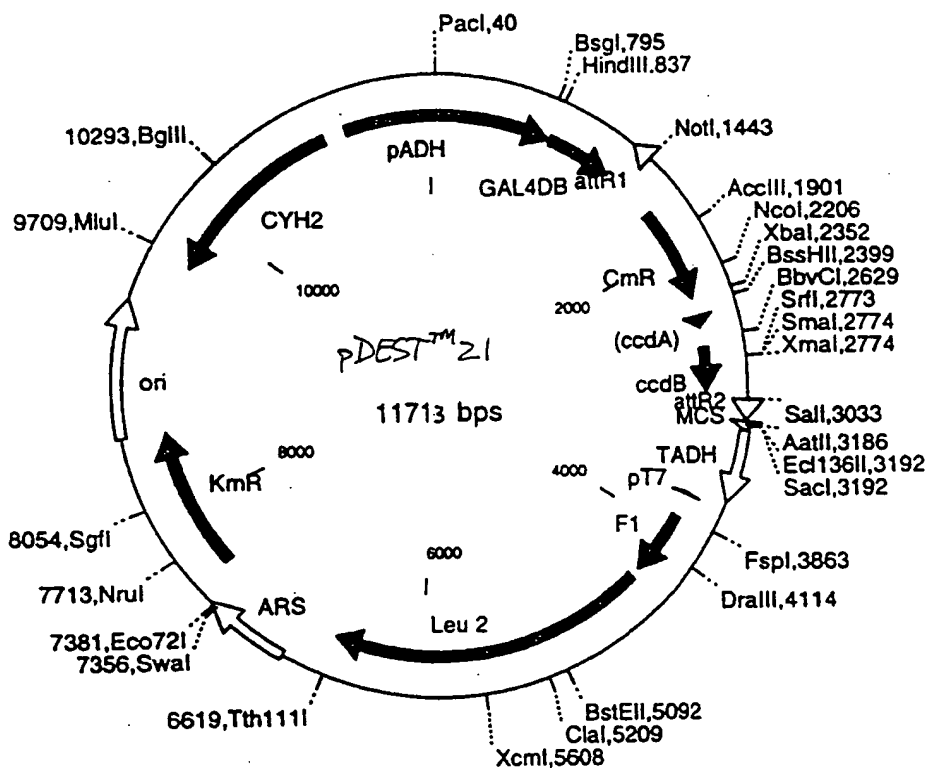 PacI,40
BsgI,795
HindIII.837
NotI,1443
AccIII,1901
NcoI,2206
XbaI,2352
BssHII,2399
BbvCI,2629
SrfI,2773
SmaI,2774
XmaI,2774
SalI,3033
AatII,3186
Ecl136II,3192
SacI,3192
FspI,3863
DraIII,4114
BstEII,5092
ClaI,5209
XcmI,5608
6619,Tth111I
7356,SwaI
7381,Eco72I
7713,NruI
8054,SgfI
9709,MluI
10293,BglII
pADH
GAL4DB
attR1
CmR
(ccdA)
ccdB
attR2
MCS
TADH
pT7
F1
Leu 2
ARS
KmR
ori
CYH2
2000
4000
6000
8000
10000
pDEST™21
11713 bps